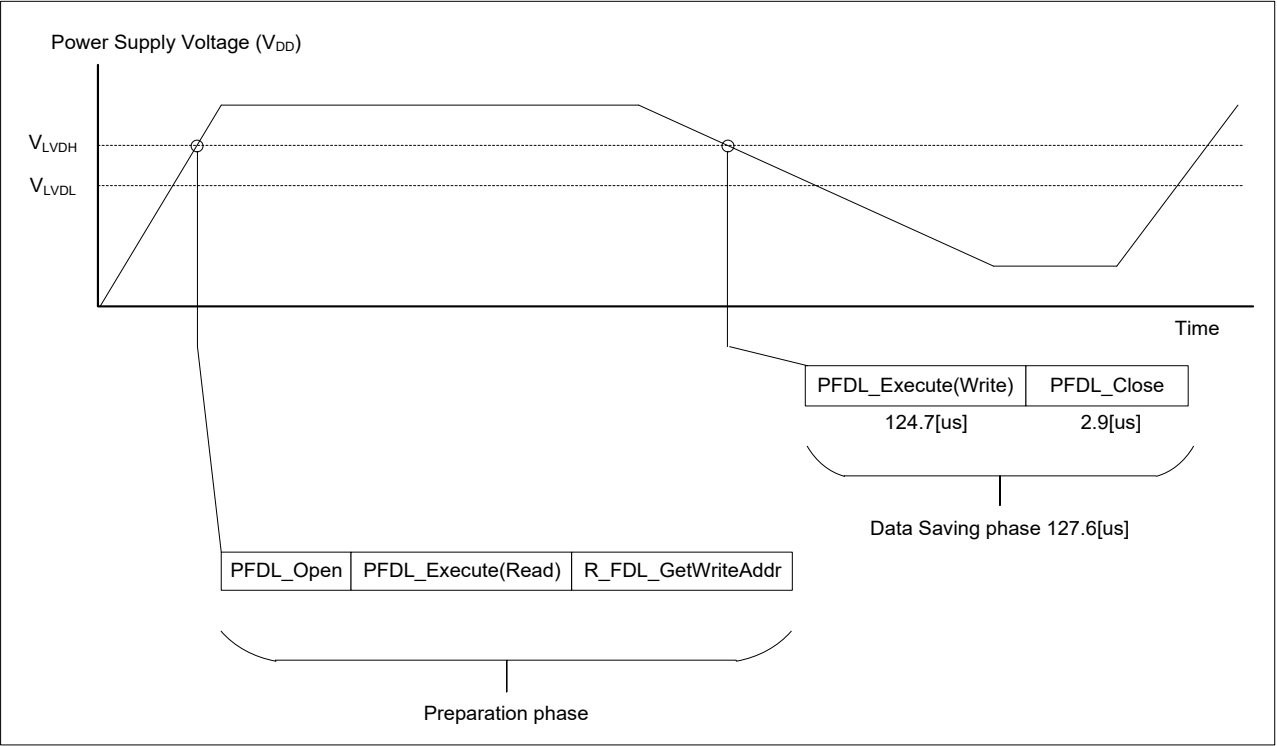 Power Supply Voltage (VDD)
VLVDH
VLVDL
Time
PFDL_Execute(Write) PFDL_Close
124.7[us] 2.9[us]
Data Saving phase 127.6[us]
PFDL_Open PFDL_Execute(Read) R_FDL_GetWriteAddr
Preparation phase